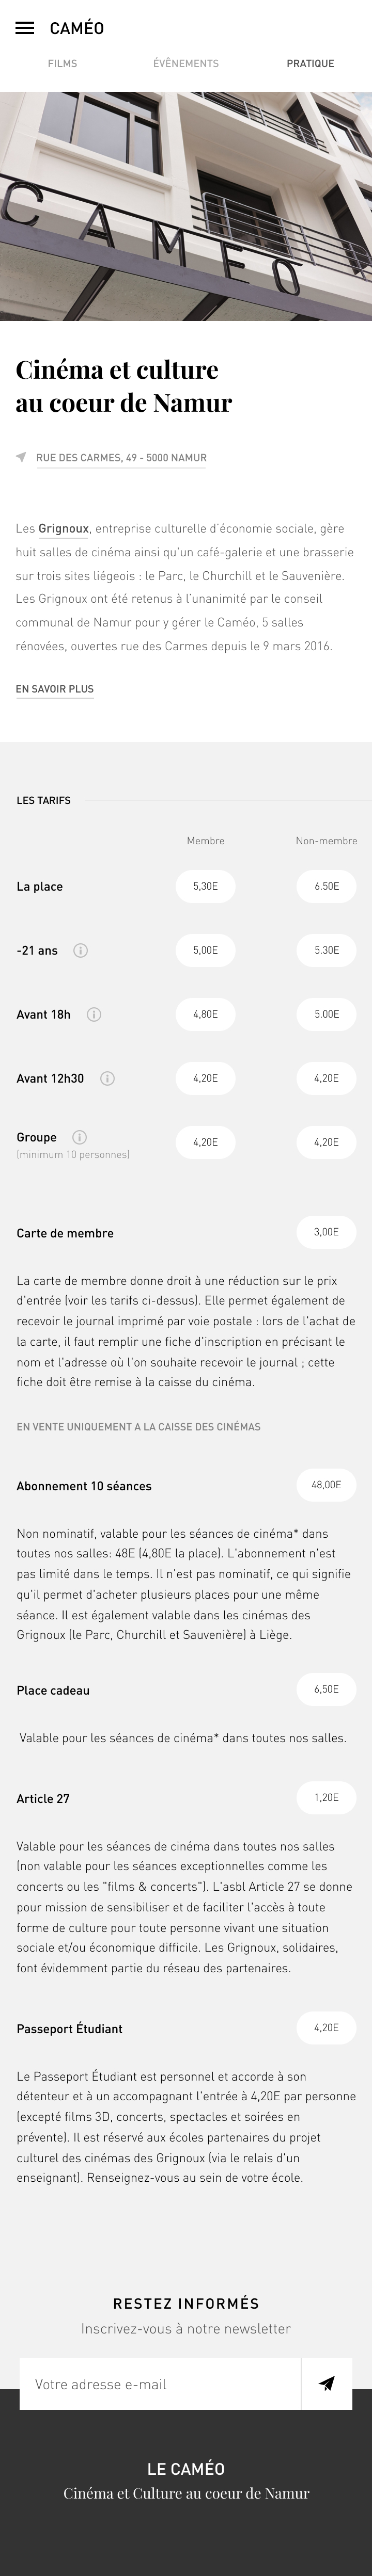 CAMÉO
FILMS ÉVÊNEMENTS PRATIQUE
CAMÉO
Cinéma et culture
au coeur de Namur
RUE DES CARMES, 49 - 5000 NAMUR
Les Grignoux, entreprise culturelle d'économie sociale, gère
huit salles de cinéma ainsi qu'un café-galerie et une brasserie
sur trois sites liégeois : le Parc, le Churchill et le Sauvenière.
Les Grignoux ont été retenus à l'unanimité par le conseil
communal de Namur pour y gérer le Caméo, 5 salles
rénovées, ouvertes rue des Carmes depuis le 9 mars 2016.
EN SAVOIR PLUS
LES TARIFS
Membre Non-membre
La place 5,30E 6.50E
-21 ans 5,00E 5.30E
Avant 18h 4,80E 5.00E
Avant 12h30 4,20E 4,20E
Groupe 4,20E 4,20E
(minimum 10 personnes)
Carte de membre 3,00E
La carte de membre donne droit à une réduction sur le prix
d'entrée (voir les tarifs ci-dessus). Elle permet également de
recevoir le journal imprimé par voie postale : lors de l'achat de
la carte, il faut remplir une fiche d'inscription en précisant le
nom et l'adresse où l'on souhaite recevoir le journal ; cette
fiche doit être remise à la caisse du cinéma.
EN VENTE UNIQUEMENT A LA CAISSE DES CINÉMAS
Abonnement 10 séances 48,00E
Non nominatif, valable pour les séances de cinéma* dans
toutes nos salles: 48E (4,80E la place). L'abonnement n'est
pas limité dans le temps. Il n'est pas nominatif, ce qui signifie
qu'il permet d'acheter plusieurs places pour une même
séance. Il est également valable dans les cinémas des
Grignoux (le Parc, Churchill et Sauvenière) à Liège.
Place cadeau 6,50E
Valable pour les séances de cinéma* dans toutes nos salles.
Article 27 1,20E
Valable pour les séances de cinéma dans toutes nos salles
(non valable pour les séances exceptionnelles comme les
concerts ou les "films & concerts"). L'asbl Article 27 se donne
pour mission de sensibiliser et de faciliter l'accès à toute
forme de culture pour toute personne vivant une situation
sociale et/ou économique difficile. Les Grignoux, solidaires,
font évidemment partie du réseau des partenaires.
Passeport Étudiant 4,20E
Le Passeport Étudiant est personnel et accorde à son
détenteur et à un accompagnant l'entrée à 4,20E par personne
(excepté films 3D, concerts, spectacles et soirées en
prévente). Il est réservé aux écoles partenaires du projet
culturel des cinémas des Grignoux (via le relais d'un
enseignant). Renseignez-vous au sein de votre école.
RESTEZ INFORMÉS
Inscrivez-vous à notre newsletter
Votre adresse e-mail
LE CAMÉO
Cinéma et Culture au coeur de Namur